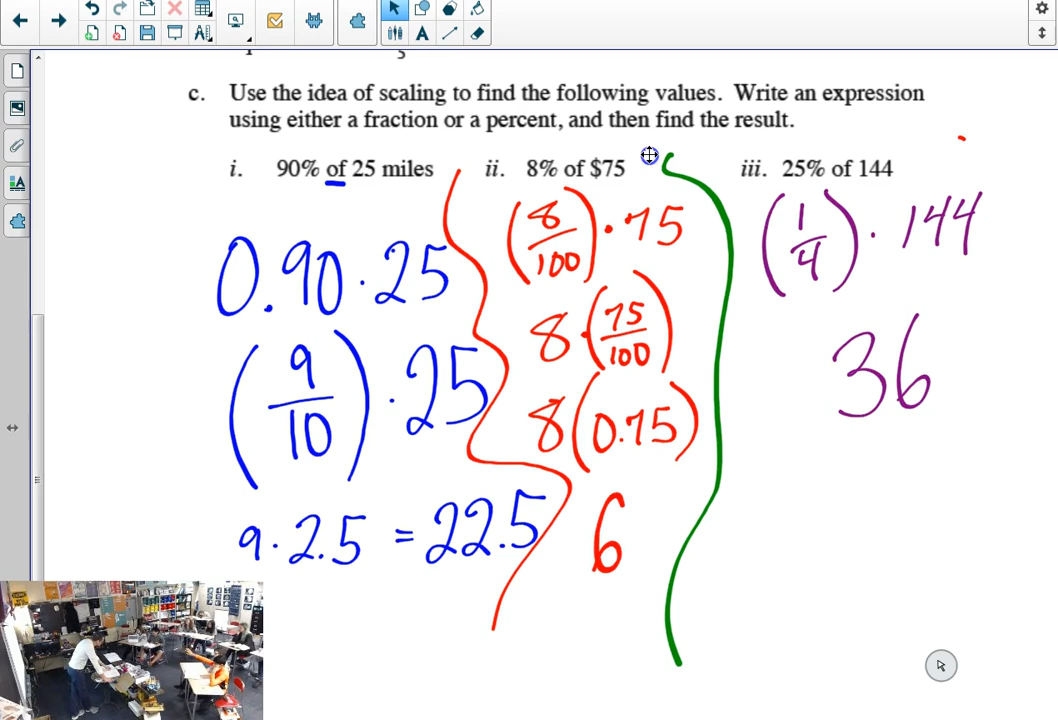 c. Use the idea of scaling to find the following values. Write an expression
using either a fraction or a percent, and then find the result.
i. 90% of 25 miles
0.90 · 25
(9/10) · 25
9 · 2.5 = 22.5
ii. 8% of $75
(8/100) · 75
8 · (75/100)
8(0.75)
6
iii. 25% of 144
(1/4) · 144
36